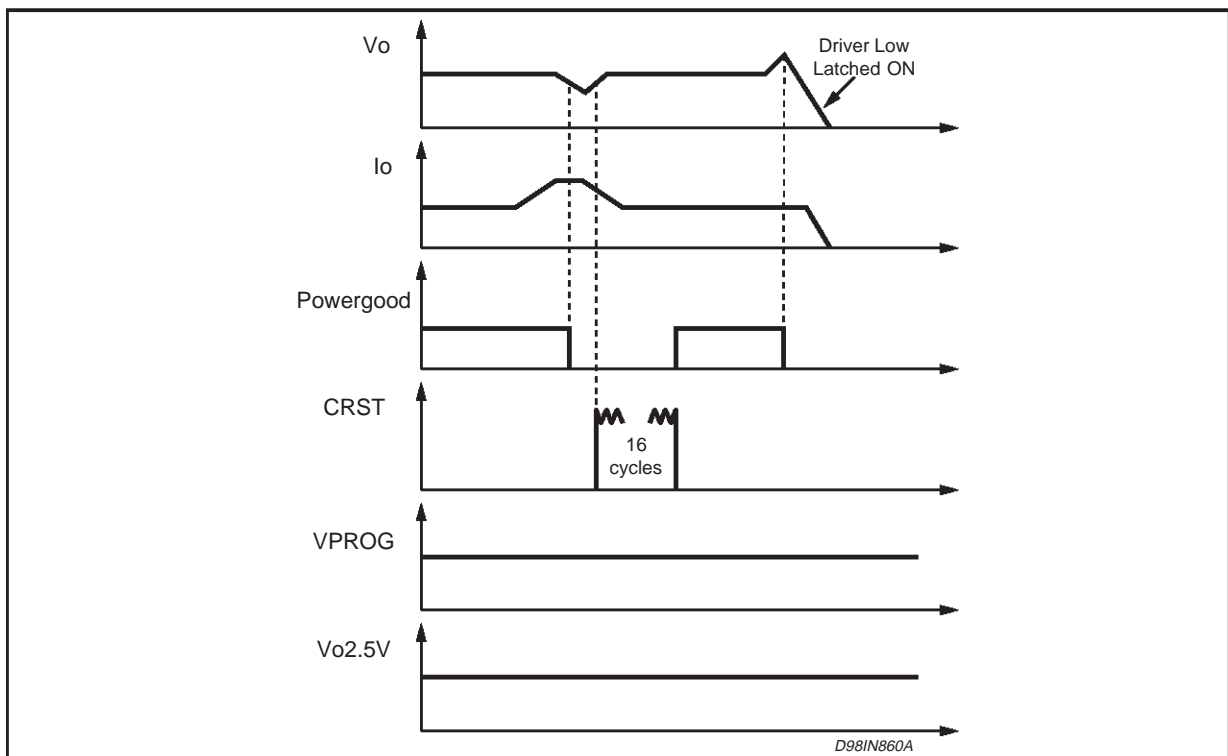 Vo
Driver Low
Latched ON
Io
Powergood
CRST
16
cycles
VPROG
Vo2.5V
D98IN860A